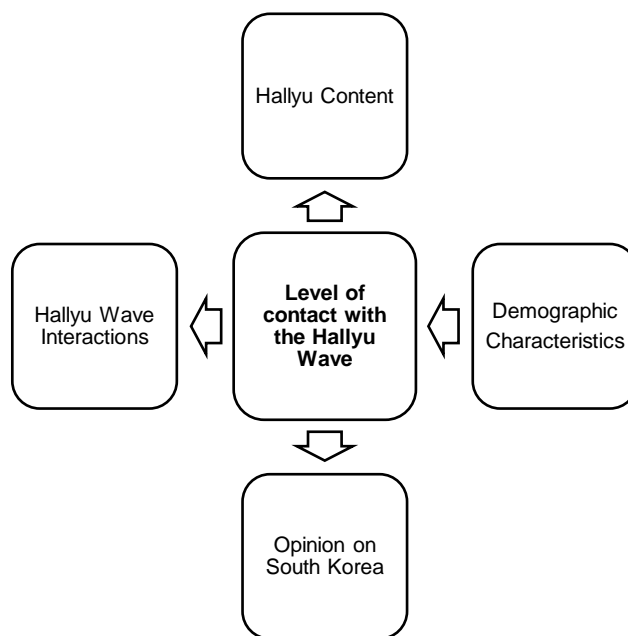 Hallyu Content
Hallyu Wave
Interactions
Level of
contact with
the Hallyu
Wave
Demographic
Characteristics
Opinion on
South Korea